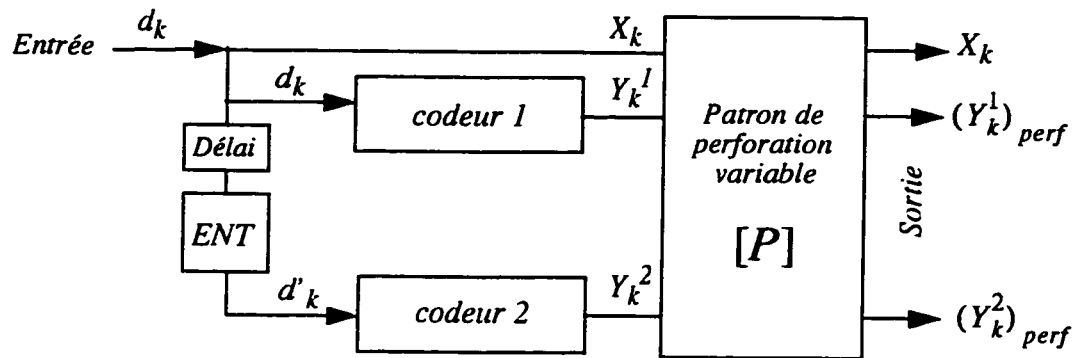 Entrée
d_k
X_k
d_k
codeur 1
Y_k^1
Délai
ENT
d'_k
codeur 2
Y_k^2
Patron de
perforation
variable
[P]
X_k
(Y_k^1)_perf
Sortie
(Y_k^2)_perf